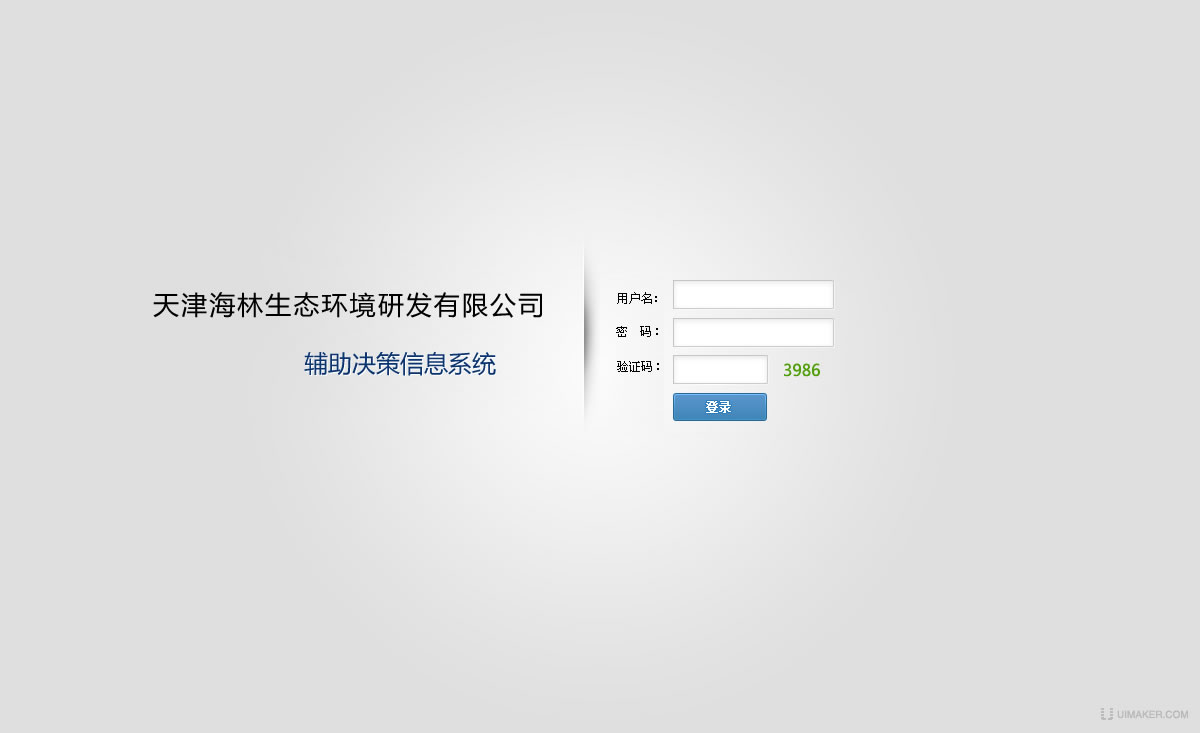 天津海林生态环境研发有限公司
辅助决策信息系统
用户名:
密 码：
验证码： 3986
登录
UIMAKER.COM